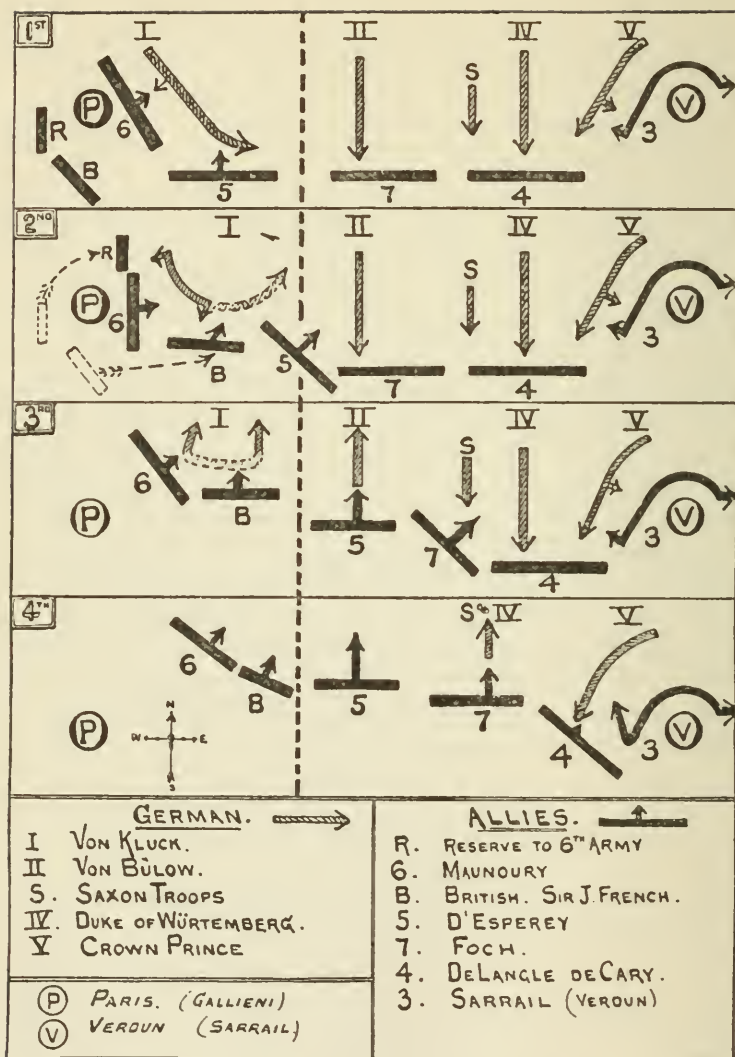 1ST I II IV V
S
P 6 R B 5 7 4 3 V
2ND I II IV V
S
R P 6 B 5 7 4 3 V
3RD I II S IV V
P 6 B 5 7 4 3 V
4TH S & IV V
6 B 5 7 4 3 V
P
N
W E
S
GERMAN.
I VON KLUCK.
II VON BÜLOW.
S. SAXON TROOPS
IV. DUKE OF WÜRTEMBERG.
V CROWN PRINCE
P PARIS. (GALLIENI)
V VERDUN (SARRAIL)
ALLIES.
R. RESERVE TO 6TH ARMY
6. MAUNOURY
B. BRITISH. SIR J. FRENCH.
5. D'ESPEREY
7. FOCH.
4. DE LANGLE DE CARY.
3. SARRAIL (VERDUN)